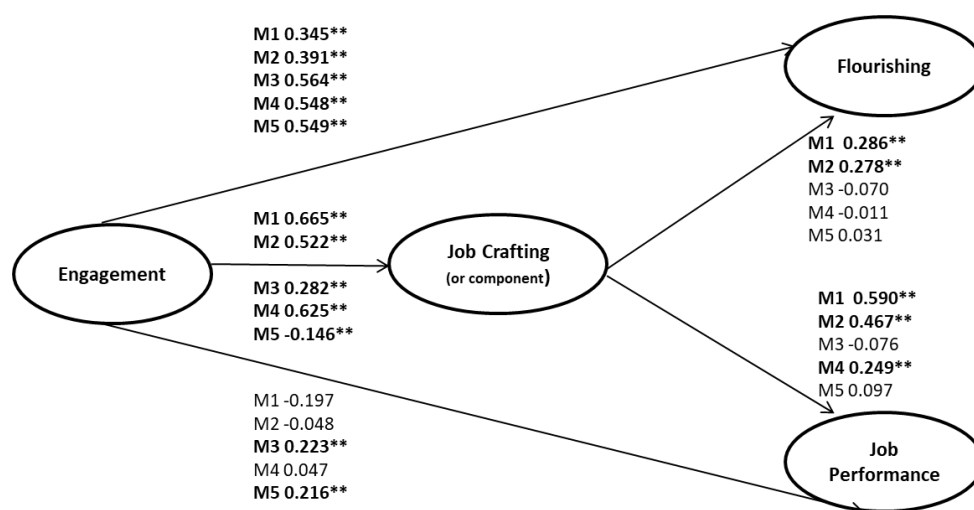 M1 0.345**
M2 0.391**
M3 0.564**
M4 0.548**
M5 0.549**
Flourishing
M1 0.286**
M2 0.278**
M3 -0.070
M4 -0.011
M5 0.031
M1 0.665**
M2 0.522**
Engagement
Job Crafting
(or component)
M3 0.282**
M4 0.625**
M5 -0.146**
M1 0.590**
M2 0.467**
M3 -0.076
M4 0.249**
M5 0.097
M1 -0.197
M2 -0.048
M3 0.223**
M4 0.047
M5 0.216**
Job
Performance